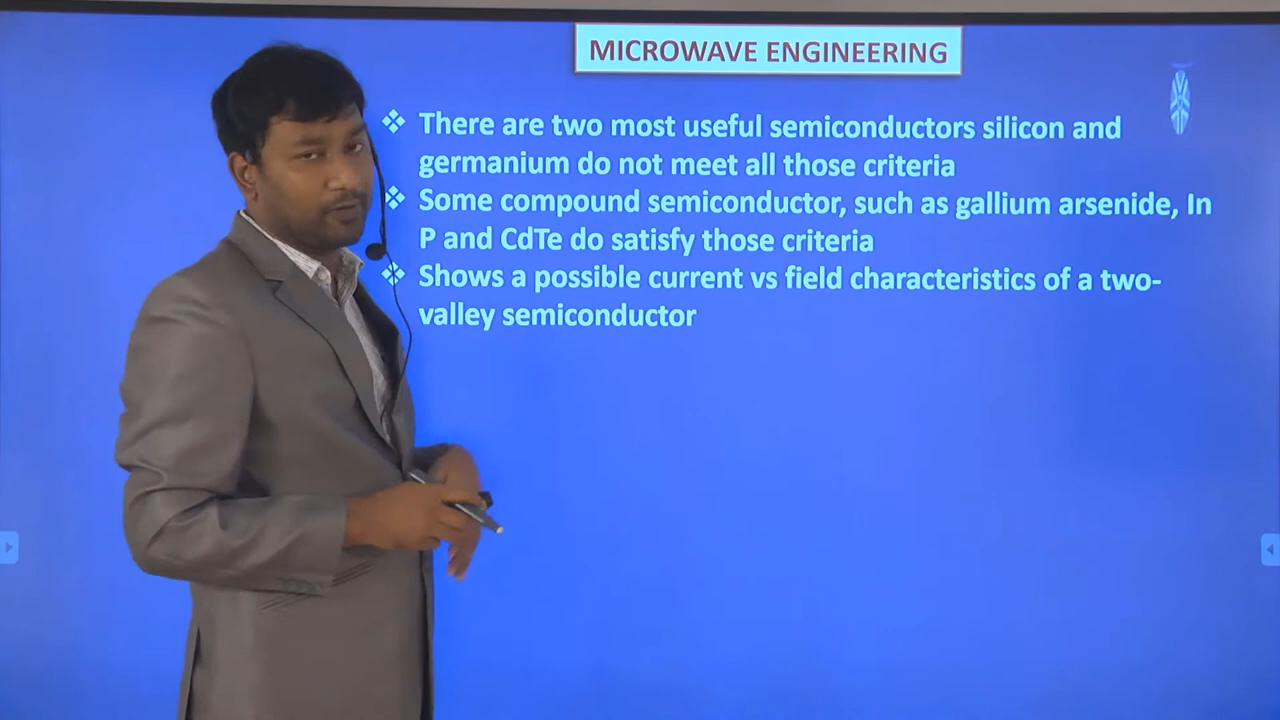 MICROWAVE ENGINEERING
There are two most useful semiconductors silicon and
germanium do not meet all those criteria
Some compound semiconductor, such as gallium arsenide, In
P and CdTe do satisfy those criteria
Shows a possible current vs field characteristics of a two-
valley semiconductor